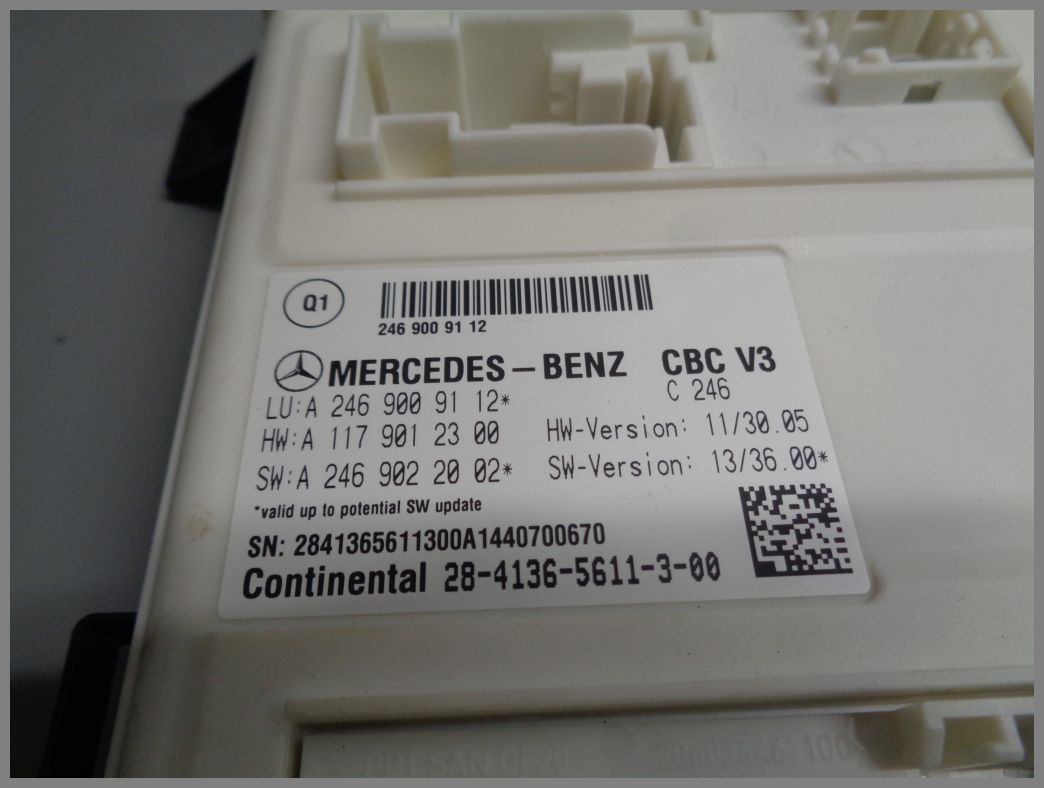 Q1
246 900 91 12
MERCEDES-BENZ CBC V3
C 246
LU:A 246 900 91 12*
HW:A 117 901 23 00 HW-Version: 11/30.05
SW:A 246 902 20 02* SW-Version: 13/36.00*
*valid up to potential SW update
SN: 2841365611300A1440700670
Continental 28-4136-5611-3-00